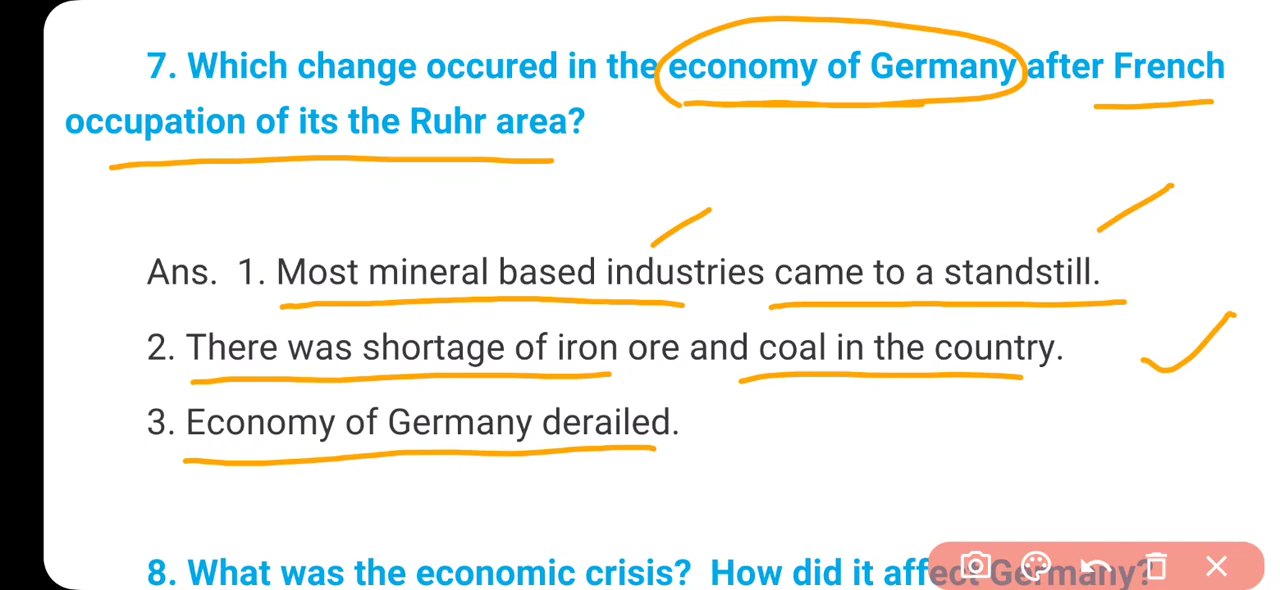 7. Which change occured in the economy of Germany after French
occupation of its the Ruhr area?
Ans. 1. Most mineral based industries came to a standstill.
2. There was shortage of iron ore and coal in the country.
3. Economy of Germany derailed.
8. What was the economic crisis? How did it affect Germany?